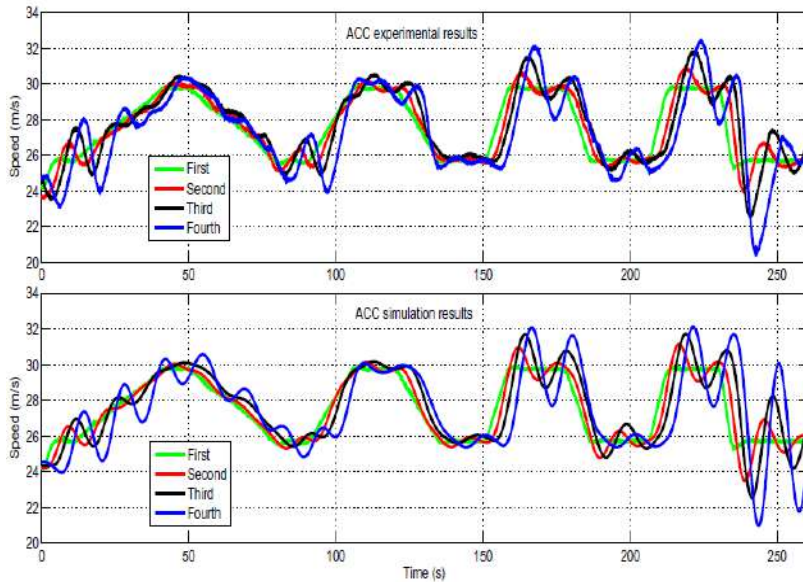 ACC experimental results
Speed (m/s)
34
32
30
28
26
24
22
20
First
Second
Third
Fourth
0
50
100
150
200
250
ACC simulation results
Speed (m/s)
34
32
30
28
26
24
22
20
First
Second
Third
Fourth
0
50
100
150
200
250
Time (s)